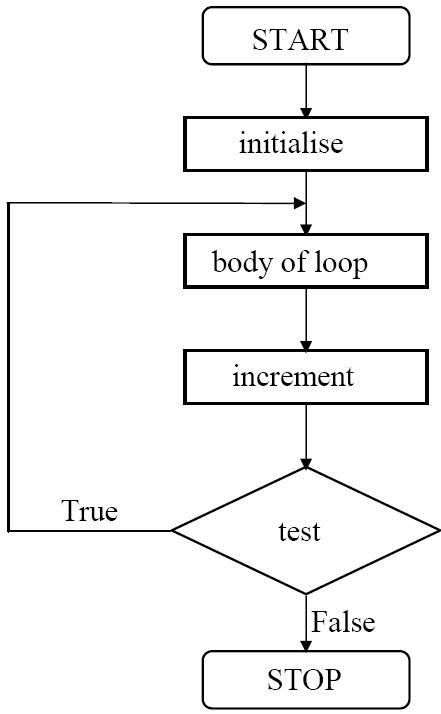 START
initialise
body of loop
increment
True
test
False
STOP